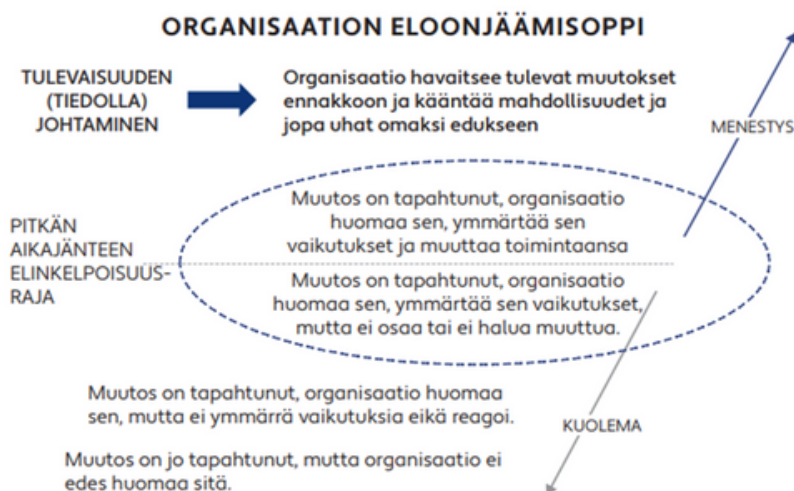 ORGANISAATION ELOONJÄÄMISOPPI
TULEVAISUUDEN
(TIEDOLLA)
JOHTAMINEN
Organisaatio havaitsee tulevat muutokset
ennakkoon ja kääntää mahdollisuudet ja
jopa uhat omaksi edukseen
MENESTYS
PITKÄN
AIKAJÄNTEEN
ELINKELPOISUUS-
RAJA
Muutos on tapahtunut, organisaatio
huomaa sen, ymmärtää sen
vaikutukset ja muuttaa toimintaansa
Muutos on tapahtunut, organisaatio
huomaa sen, ymmärtää sen vaikutukset,
mutta ei osaa tai ei halua muuttua.
Muutos on tapahtunut, organisaatio huomaa
sen, mutta ei ymmärrä vaikutuksia eikä reagoi.
KUOLEMA
Muutos on jo tapahtunut, mutta organisaatio ei
edes huomaa sitä.